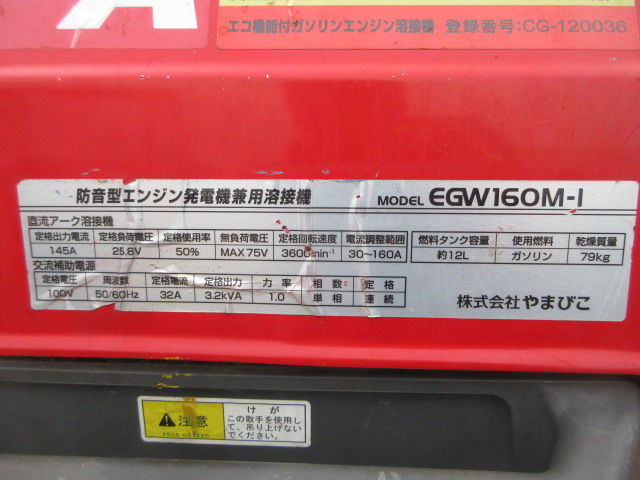 A
エコ機能付ガソリンエンジン溶接機 登録番号:CG-120036
防音型エンジン発電機兼用溶接機 MODEL EGW160M-I
直流アーク溶接機
定格出力電流 定格負荷電圧 定格使用率 無負荷電圧 定格回転速度 電流調整範囲 燃料タンク容量 使用燃料 乾燥質量
145A 25.8V 50% MAX75V 3600min⁻¹ 30~160A 約12L ガソリン 79kg
交流補助電源
定格電圧 周波数 定格電流 定格出力 力率 相数 定格
100V 50/60Hz 32A 3.2kVA 1.0 単相 連続
株式会社やまびこ
注意
けが
この取手を使用し
て、吊り上げない
でください。